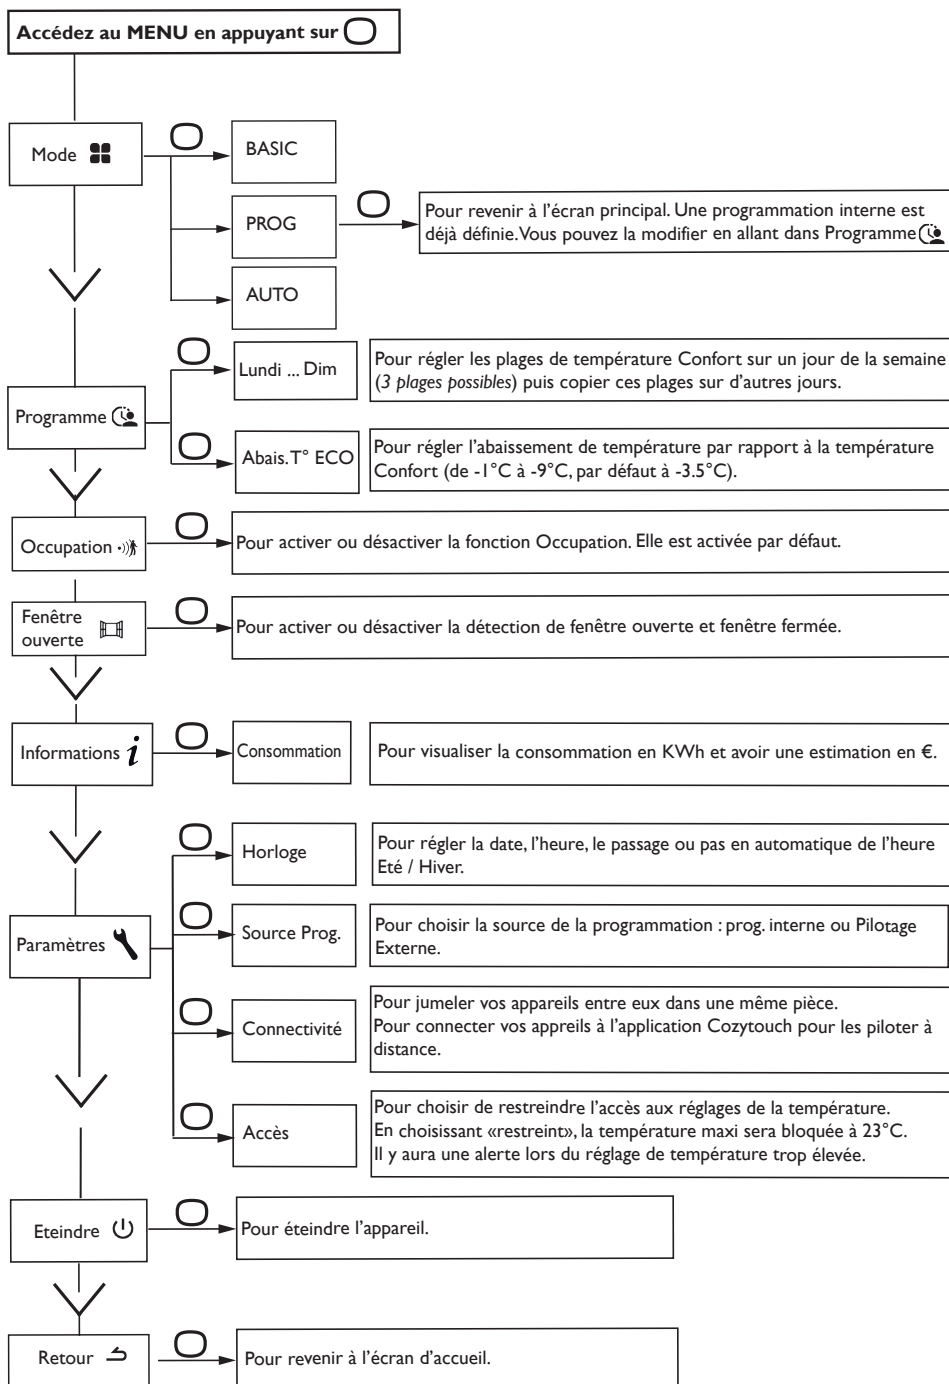 Accédez au MENU en appuyant sur
Mode
BASIC
PROG
Pour revenir à l'écran principal. Une programmation interne est
déjà définie. Vous pouvez la modifier en allant dans Programme
AUTO
Programme
Lundi ... Dim
Pour régler les plages de température Confort sur un jour de la semaine
(3 plages possibles) puis copier ces plages sur d'autres jours.
Abais. T° ECO
Pour régler l'abaissement de température par rapport à la température
Confort (de -1°C à -9°C, par défaut à -3.5°C).
Occupation
Pour activer ou désactiver la fonction Occupation. Elle est activée par défaut.
Fenêtre
ouverte
Pour activer ou désactiver la détection de fenêtre ouverte et fenêtre fermée.
Informations i
Consommation
Pour visualiser la consommation en KWh et avoir une estimation en €.
Paramètres
Horloge
Pour régler la date, l'heure, le passage ou pas en automatique de l'heure
Eté / Hiver.
Source Prog.
Pour choisir la source de la programmation : prog. interne ou Pilotage
Externe.
Connectivité
Pour jumeler vos appareils entre eux dans une même pièce.
Pour connecter vos appreils à l'application Cozytouch pour les piloter à
distance.
Accès
Pour choisir de restreindre l'accès aux réglages de la température.
En choisissant «restreint», la température maxi sera bloquée à 23°C.
Il y aura une alerte lors du réglage de température trop élevée.
Eteindre
Pour éteindre l'appareil.
Retour
Pour revenir à l'écran d'accueil.